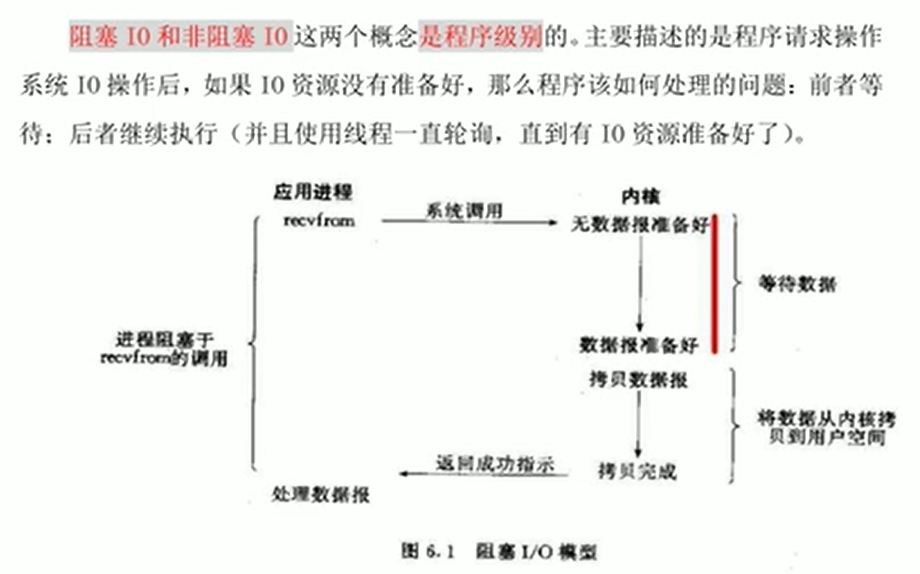 阻塞 IO 和非阻塞 IO 这两个概念是程序级别的。主要描述的是程序请求操作
系统 IO 操作后，如果 IO 资源没有准备好，那么程序该如何处理的问题：前者等
待；后者继续执行（并且使用线程一直轮询，直到有 IO 资源准备好了）。
应用进程
内核
recvfrom
系统调用
无数据报准备好
等待数据
进程阻塞于
recvfrom的调用
数据报准备好
拷贝数据报
将数据从内核拷
贝到用户空间
返回成功指示
拷贝完成
处理数据报
图 6.1 阻塞 I/O 模型